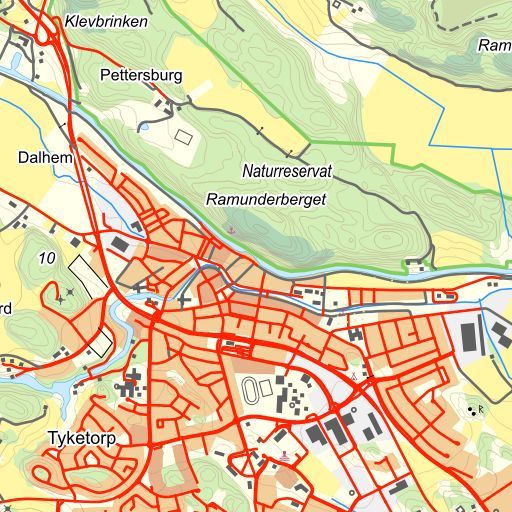 Klevbrinken
Ram
Pettersburg
Dalhem
Naturreservat
Ramunderberget
10
rd
Tyketorp
R